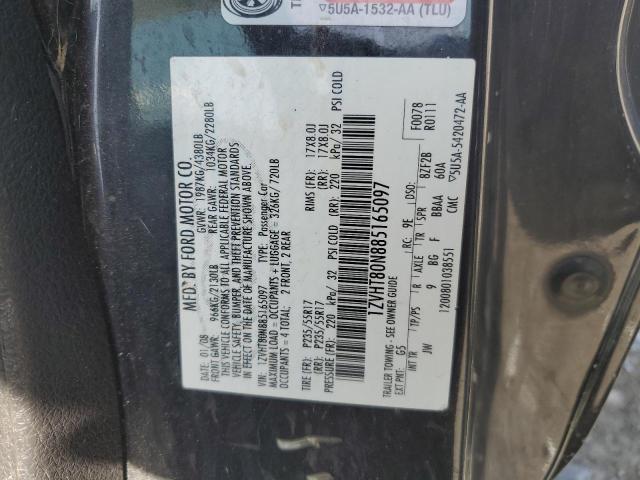 5U5A-1532-AA (TLU)
MFD. BY FORD MOTOR CO.
DATE: 01/08 GVWR: 1987KG/4380LB
FRONT GAWR: 966KG/2130LB REAR GAWR: 1034KG/2280LB
THIS VEHICLE CONFORMS TO ALL APPLICABLE FEDERAL MOTOR
VEHICLE SAFETY, BUMPER, AND THEFT PREVENTION STANDARDS
IN EFFECT ON THE DATE OF MANUFACTURE SHOWN ABOVE.
VIN: 1ZVHT80N885165097 TYPE: Passenger Car
MAXIMUM LOAD = OCCUPANTS + LUGGAGE = 326KG/720LB
OCCUPANTS = 4 TOTAL: 2 FRONT, 2 REAR
TIRE (FR): P235/55R17 RIMS (FR): 17X8.0J
(RR): P235/55R17 (RR): 17X8.0J
PRESSURE (FR): 220 kPa/ 32 PSI COLD (RR): 220 kPa/ 32 PSI COLD
1ZVHT80N885165097
TRAILER TOWING - SEE OWNER GUIDE
EXT PNT: G5 RC: 9E DSO: F0078
R0111
INT TR TP/PS R AXLE TR SPR BZF2B
JW 9 BG F BBAA 60A
1200801038551 CMC 5U5A-5420472-AA